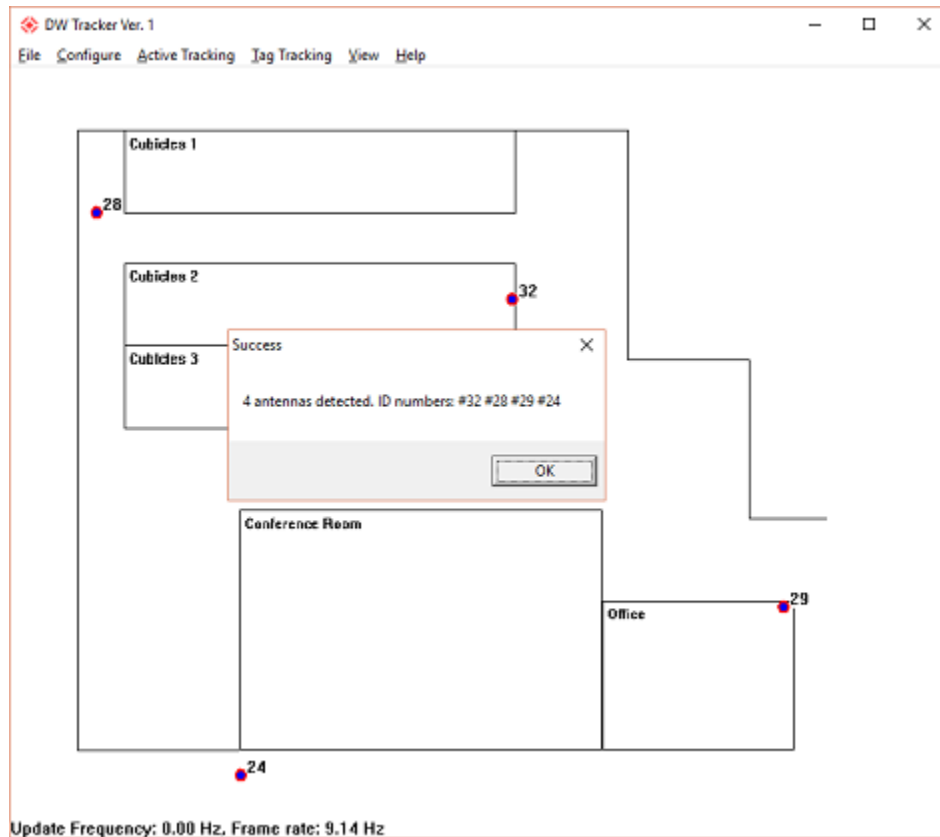 DW Tracker Ver. 1
File Configure Active Tracking Tag Tracking View Help
Cubicles 1
28
Cubicles 2
32
Success
Cubicles 3
4 antennas detected. ID numbers: #32 #28 #29 #24
OK
Conference Room
29
Office
24
Update Frequency: 0.00 Hz, Frame rate: 9.14 Hz